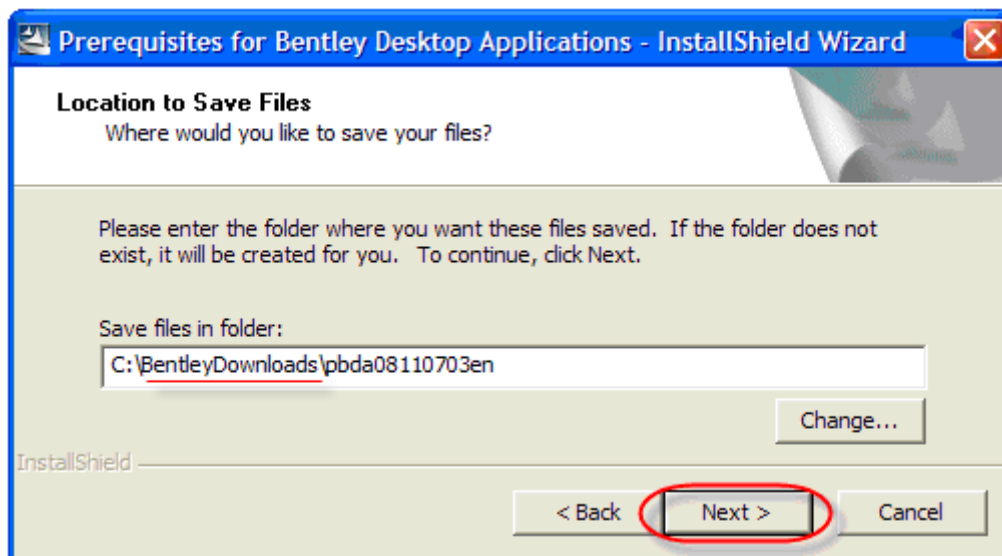 Prerequisites for Bentley Desktop Applications - InstallShield Wizard
Location to Save Files
Where would you like to save your files?
Please enter the folder where you want these files saved.  If the folder does not
exist, it will be created for you.   To continue, click Next.
Save files in folder:
C:\BentleyDownloads\pbda08110703en
Change...
InstallShield
< Back Next > Cancel